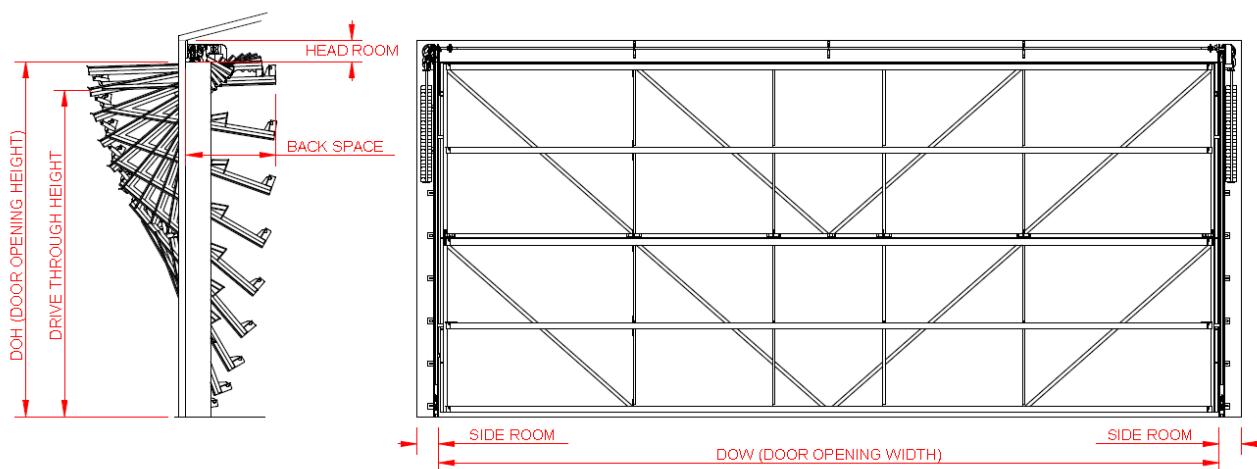 HEAD ROOM
BACK SPACE
DOH (DOOR OPENING HEIGHT)
DRIVE THROUGH HEIGHT
SIDE ROOM
SIDE ROOM
DOW (DOOR OPENING WIDTH)